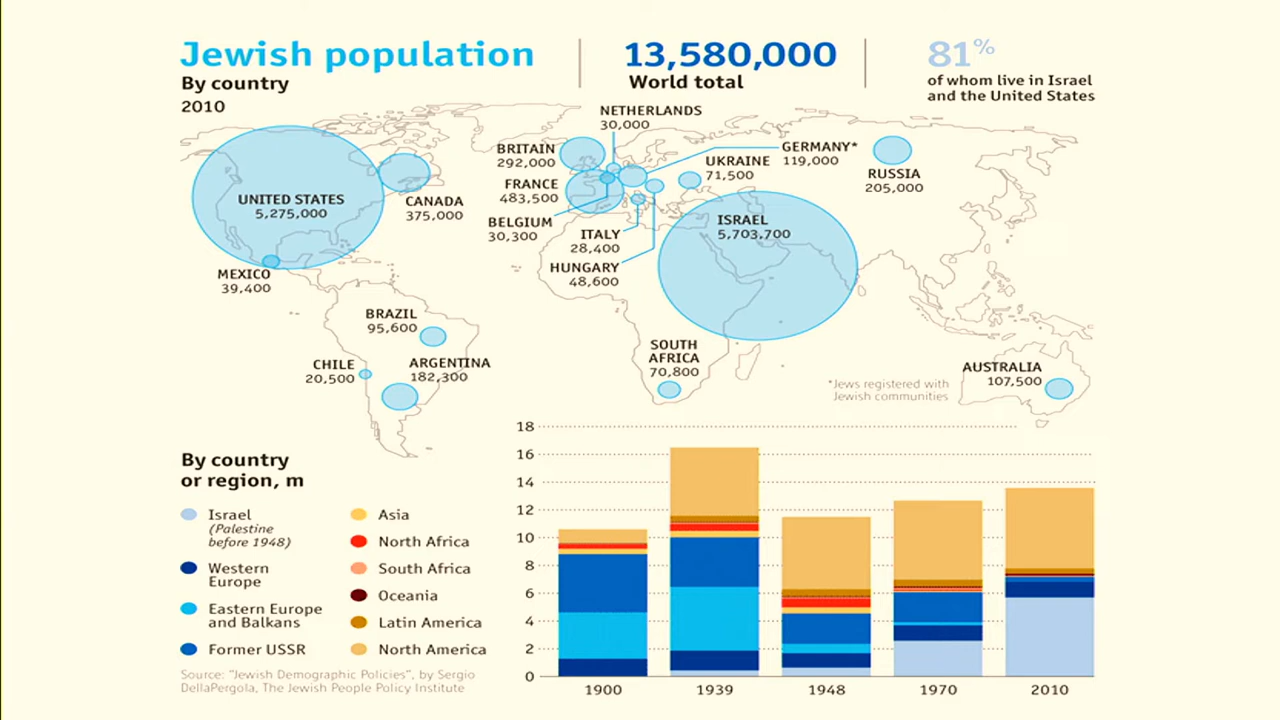 Jewish population
By country
2010
13,580,000
World total
81%
of whom live in Israel
and the United States
NETHERLANDS
30,000
BRITAIN
292,000
GERMANY*
119,000
UKRAINE
71,500
RUSSIA
205,000
FRANCE
483,500
UNITED STATES
5,275,000
CANADA
375,000
BELGIUM
30,300
ISRAEL
5,703,700
ITALY
28,400
HUNGARY
48,600
MEXICO
39,400
BRAZIL
95,600
CHILE
20,500
ARGENTINA
182,300
SOUTH
AFRICA
70,800
AUSTRALIA
107,500
*Jews registered with
Jewish communities
By country
or region, m
Israel
(Palestine
before 1948)
Western
Europe
Eastern Europe
and Balkans
Former USSR
Asia
North Africa
South Africa
Oceania
Latin America
North America
18
16
14
12
10
8
6
4
2
0
1900 1939 1948 1970 2010
Source: "Jewish Demographic Policies", by Sergio
DellaPergola, The Jewish People Policy Institute